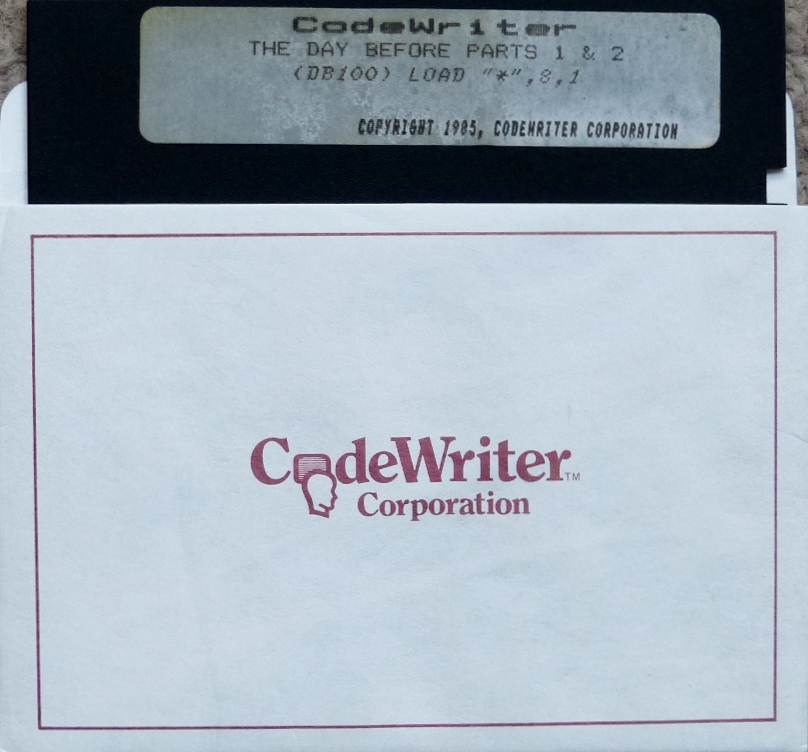 CodeWriter
THE DAY BEFORE PARTS 1 & 2
(DB100) LOAD "*",8,1
COPYRIGHT 1985, CODEWRITER CORPORATION
CodeWriter™
Corporation